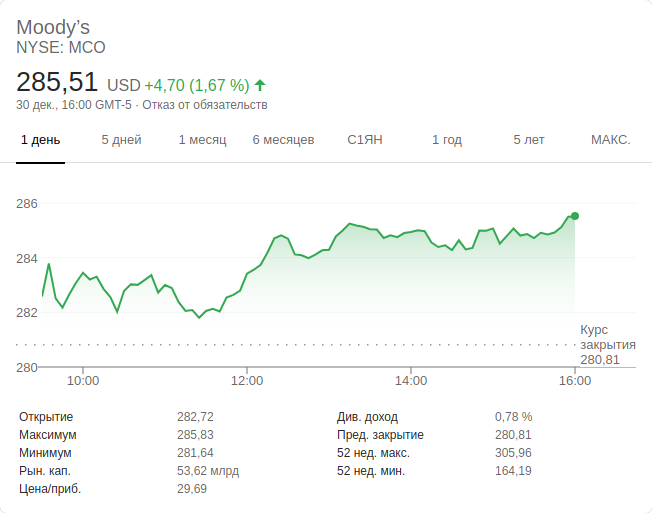 Moody’s
NYSE: MCO
285,51 USD +4,70 (1,67 %)
30 дек., 16:00 GMT-5 · Отказ от обязательств
1 день 5 дней 1 месяц 6 месяцев С1ЯН 1 год 5 лет МАКС.
286
284
282
280
Курс
закрытия
280,81
10:00 12:00 14:00 16:00
Открытие 282,72 Див. доход 0,78 %
Максимум 285,83 Пред. закрытие 280,81
Минимум 281,64 52 нед. макс. 305,96
Рын. кап. 53,62 млрд 52 нед. мин. 164,19
Цена/приб. 29,69